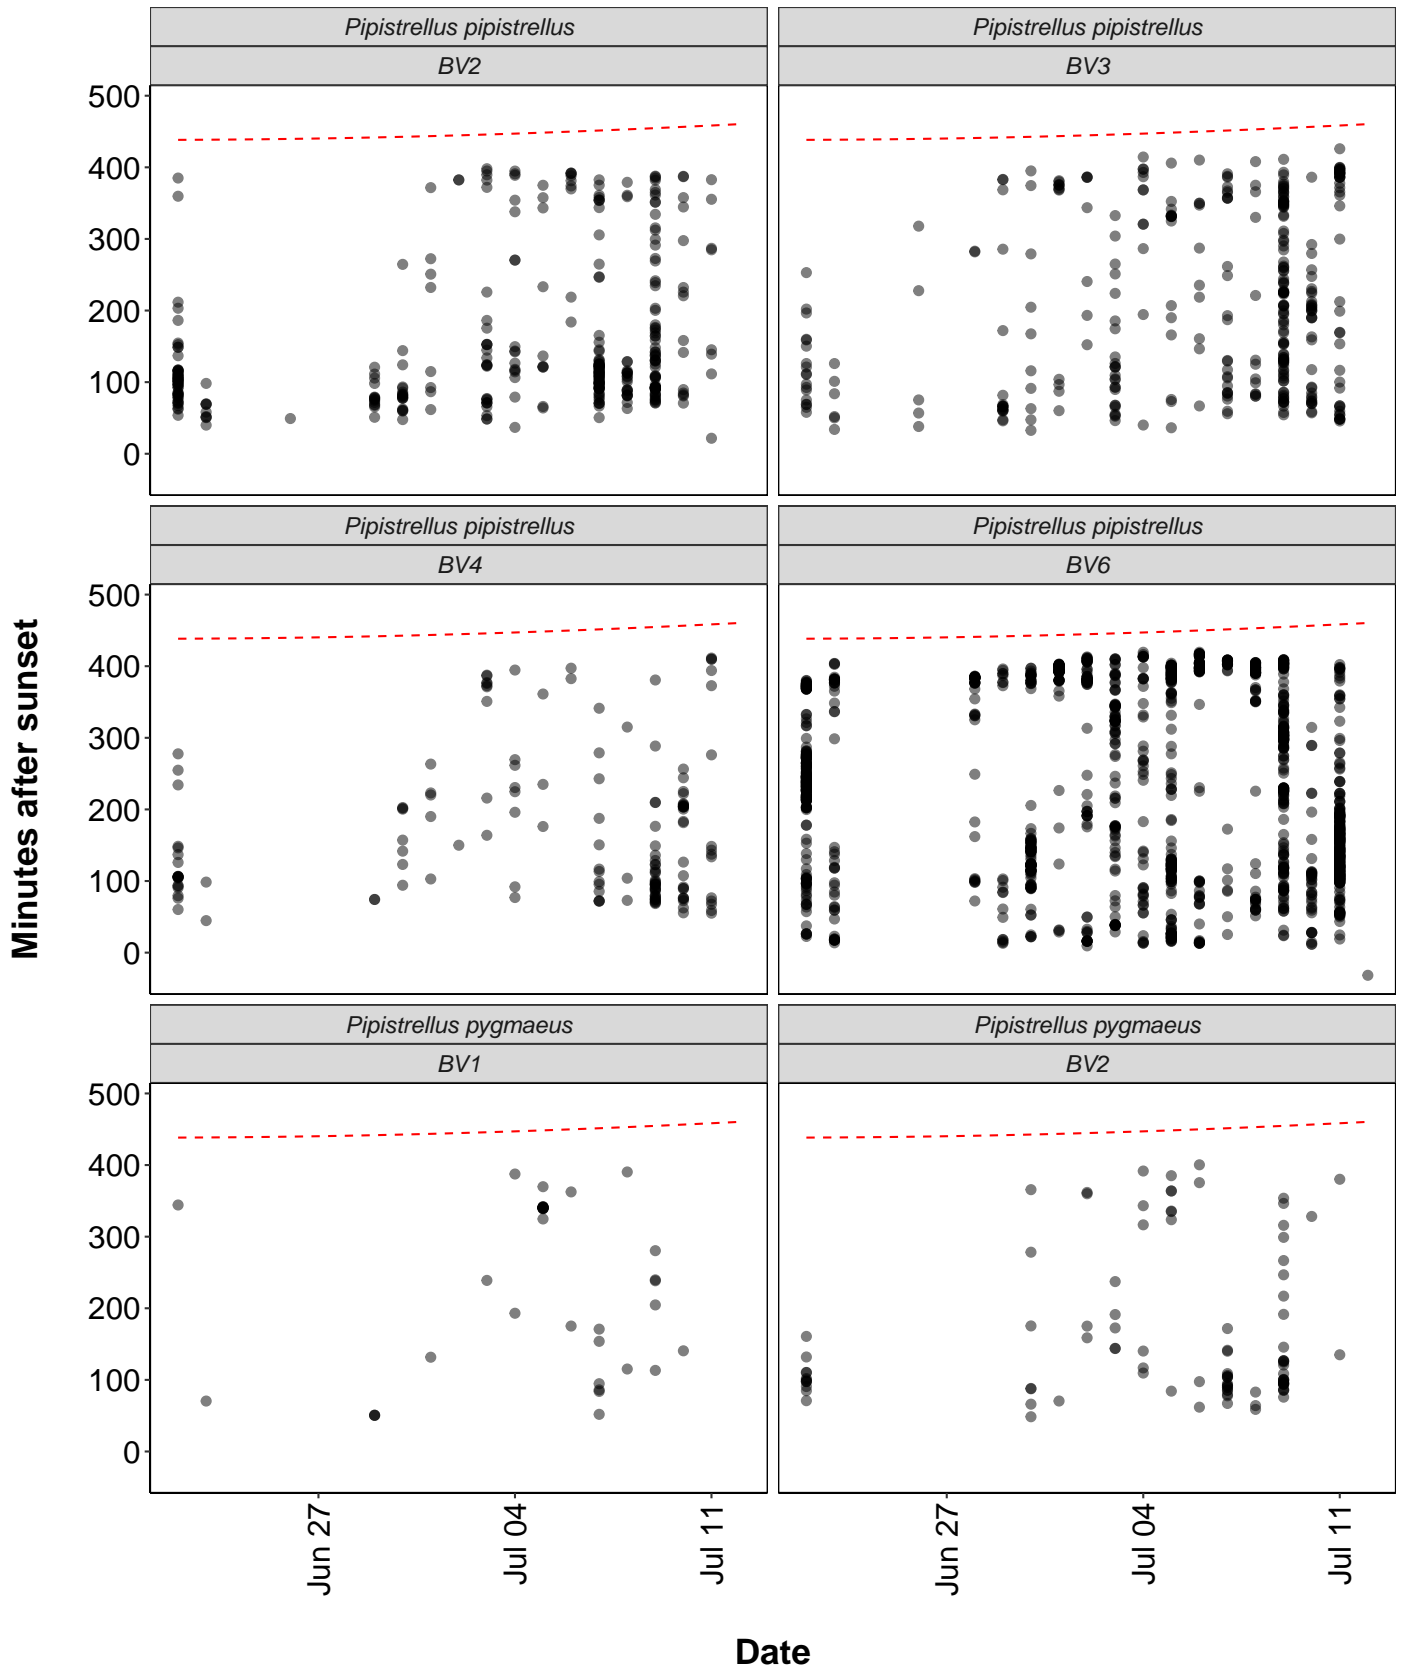 Pipistrellus pipistrellus
Pipistrellus pipistrellus
BV2
BV3
500
400
300
200
100
0
Pipistrellus pipistrellus
Pipistrellus pipistrellus
BV4
BV6
500
400
300
200
100
0
Minutes after sunset
Pipistrellus pygmaeus
Pipistrellus pygmaeus
BV1
BV2
500
400
300
200
100
0
Jun 27
Jul 04
Jul 11
Jun 27
Jul 04
Jul 11
Date